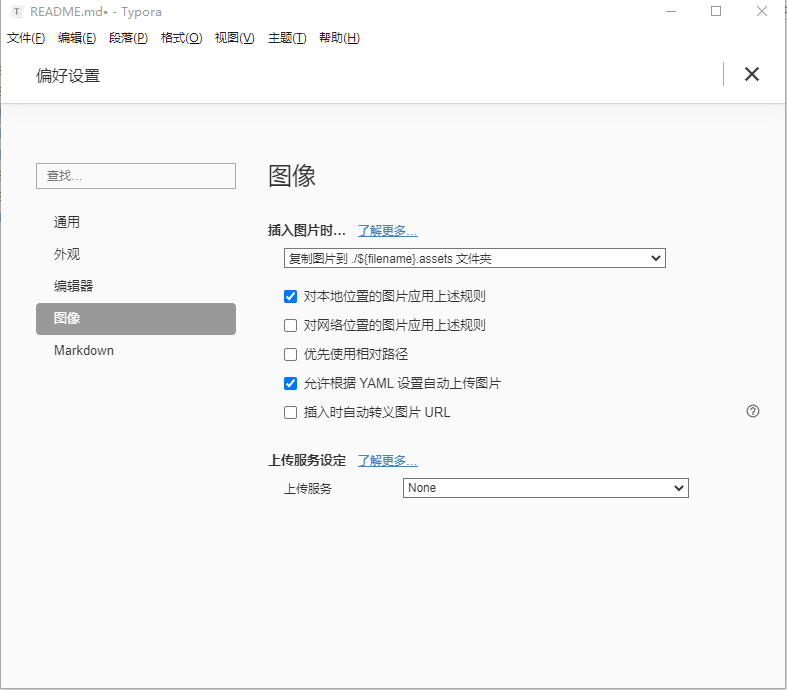 README.md• - Typora
文件(F) 编辑(E) 段落(P) 格式(O) 视图(V) 主题(T) 帮助(H)
偏好设置
查找...
通用
外观
编辑器
图像
Markdown
图像
插入图片时... 了解更多...
复制图片到 ./${filename}.assets 文件夹
对本地位置的图片应用上述规则
对网络位置的图片应用上述规则
优先使用相对路径
允许根据 YAML 设置自动上传图片
插入时自动转义图片 URL
上传服务设定 了解更多...
上传服务 None